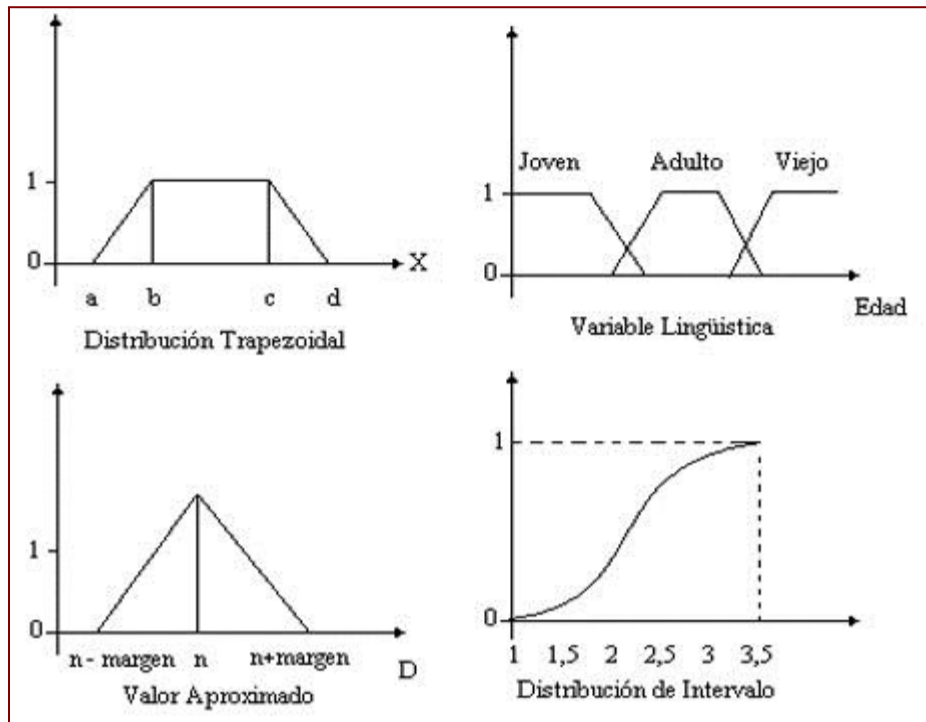 1
0
X
a b c d
Distribución Trapezoidal
Joven Adulto Viejo
1
0
Edad
Variable Lingüistica
1
0
n - margen n n+margen D
Valor Aproximado
1
0
1 1,5 2 2,5 3 3,5
Distribución de Intervalo